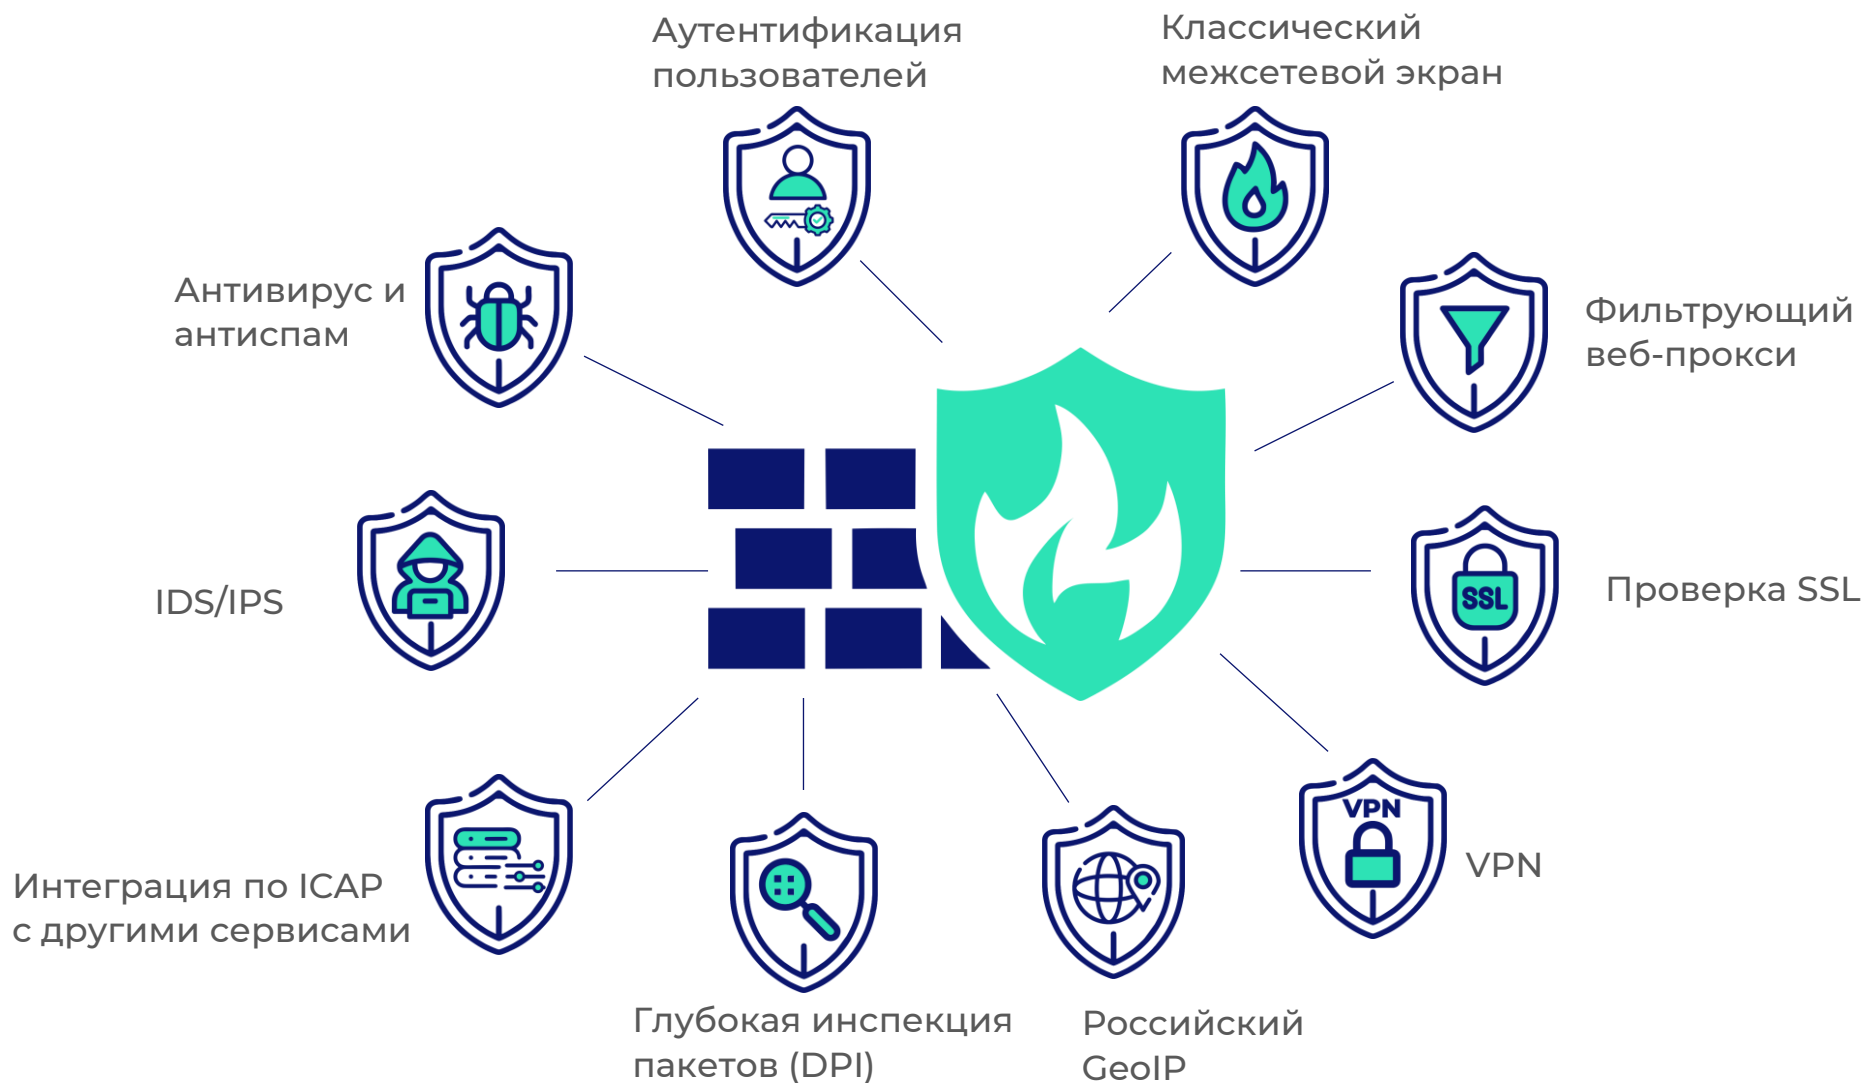 Аутентификация
пользователей
Классический
межсетевой экран
Антивирус и
антиспам
Фильтрующий
веб-прокси
IDS/IPS
SSL
Проверка SSL
VPN
VPN
Интеграция по ICAP
с другими сервисами
Глубокая инспекция
пакетов (DPI)
Российский
GeoIP